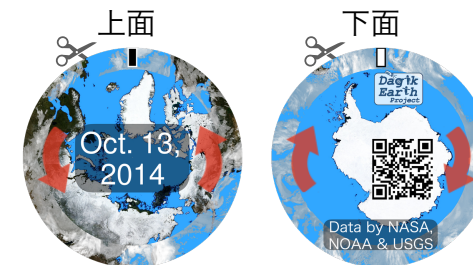 上面
下面
Oct. 13,
2014
Dagik
Earth
Project
Data by NASA,
NOAA & USGS